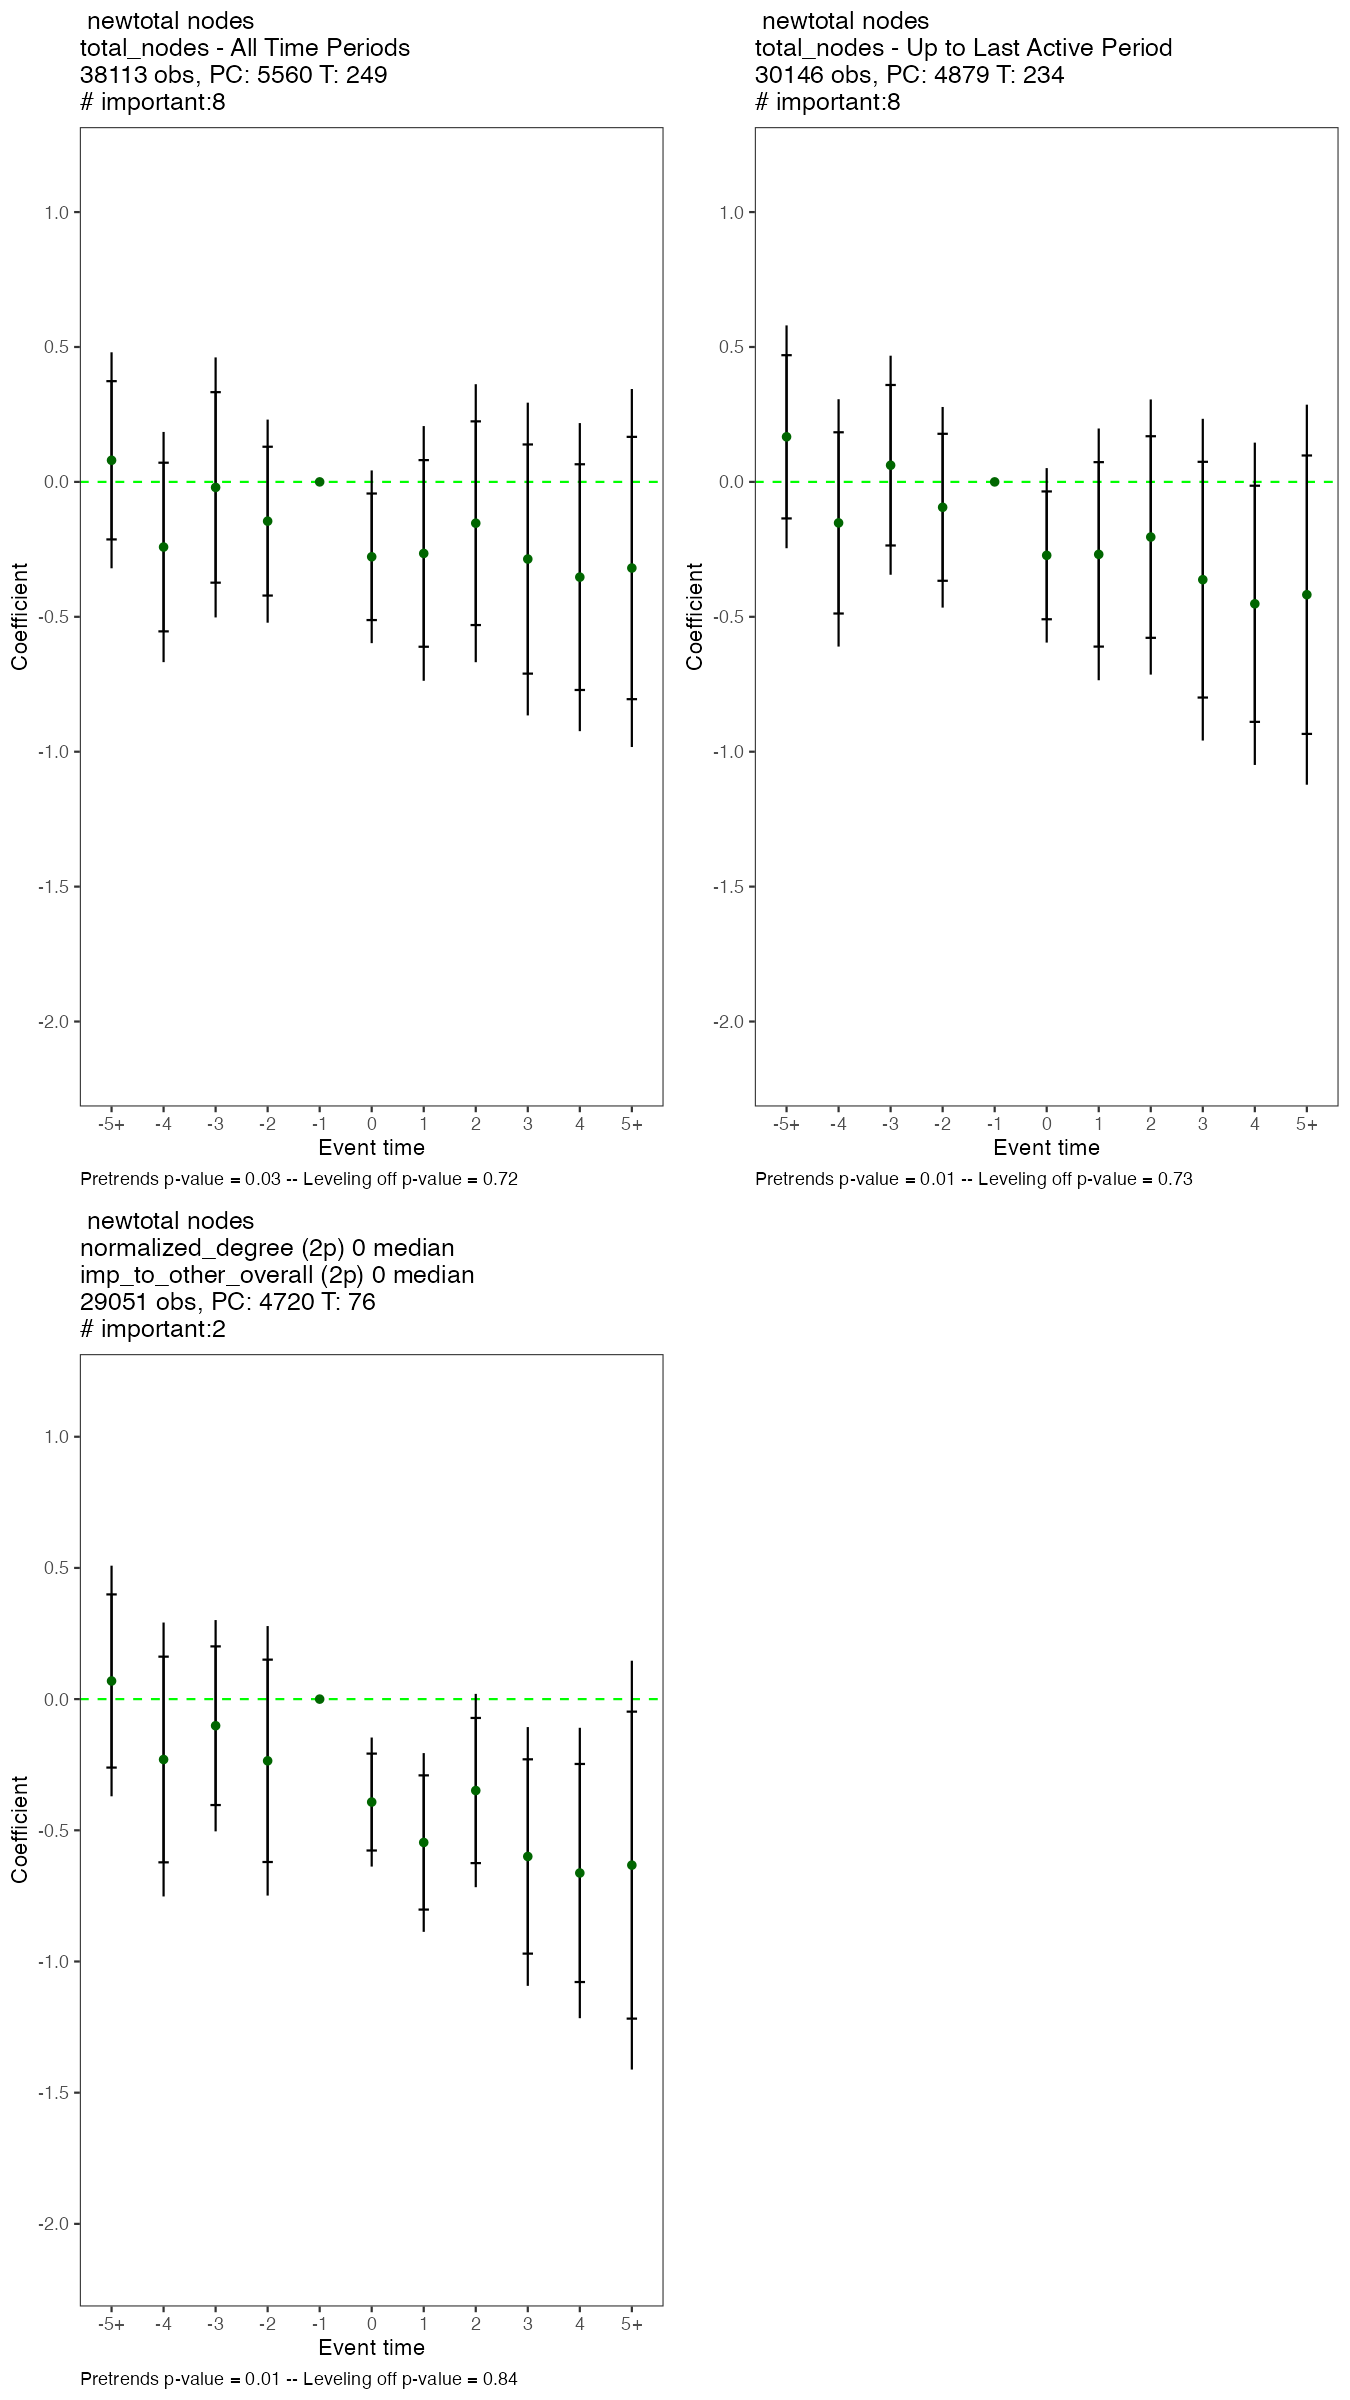 newtotal nodes
total_nodes - All Time Periods
38113 obs, PC: 5560 T: 249
# important:8
1.0
0.5
0.0
-0.5
-1.0
-1.5
-2.0
Coefficient
-5+ -4 -3 -2 -1 0 1 2 3 4 5+
Event time
Pretrends p-value = 0.03 -- Leveling off p-value = 0.72
newtotal nodes
total_nodes - Up to Last Active Period
30146 obs, PC: 4879 T: 234
# important:8
1.0
0.5
0.0
-0.5
-1.0
-1.5
-2.0
Coefficient
-5+ -4 -3 -2 -1 0 1 2 3 4 5+
Event time
Pretrends p-value = 0.01 -- Leveling off p-value = 0.73
newtotal nodes
normalized_degree (2p) 0 median
imp_to_other_overall (2p) 0 median
29051 obs, PC: 4720 T: 76
# important:2
1.0
0.5
0.0
-0.5
-1.0
-1.5
-2.0
Coefficient
-5+ -4 -3 -2 -1 0 1 2 3 4 5+
Event time
Pretrends p-value = 0.01 -- Leveling off p-value = 0.84